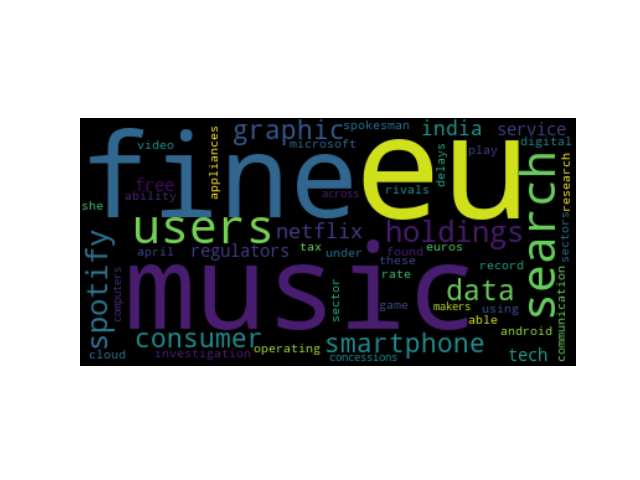 fine
eu
music
users
search
spotify
graphic
spokesman
india
service
video
appliances
microsoft
delays
play
digital
research
free
ability
across
rivals
she
netflix
holdings
april
regulators
tax
under
found
euros
sectors
these
computers
rate
record
sector
data
game
makers
using
able
android
communication
consumer
smartphone
cloud
investigation
operating
concessions
tech